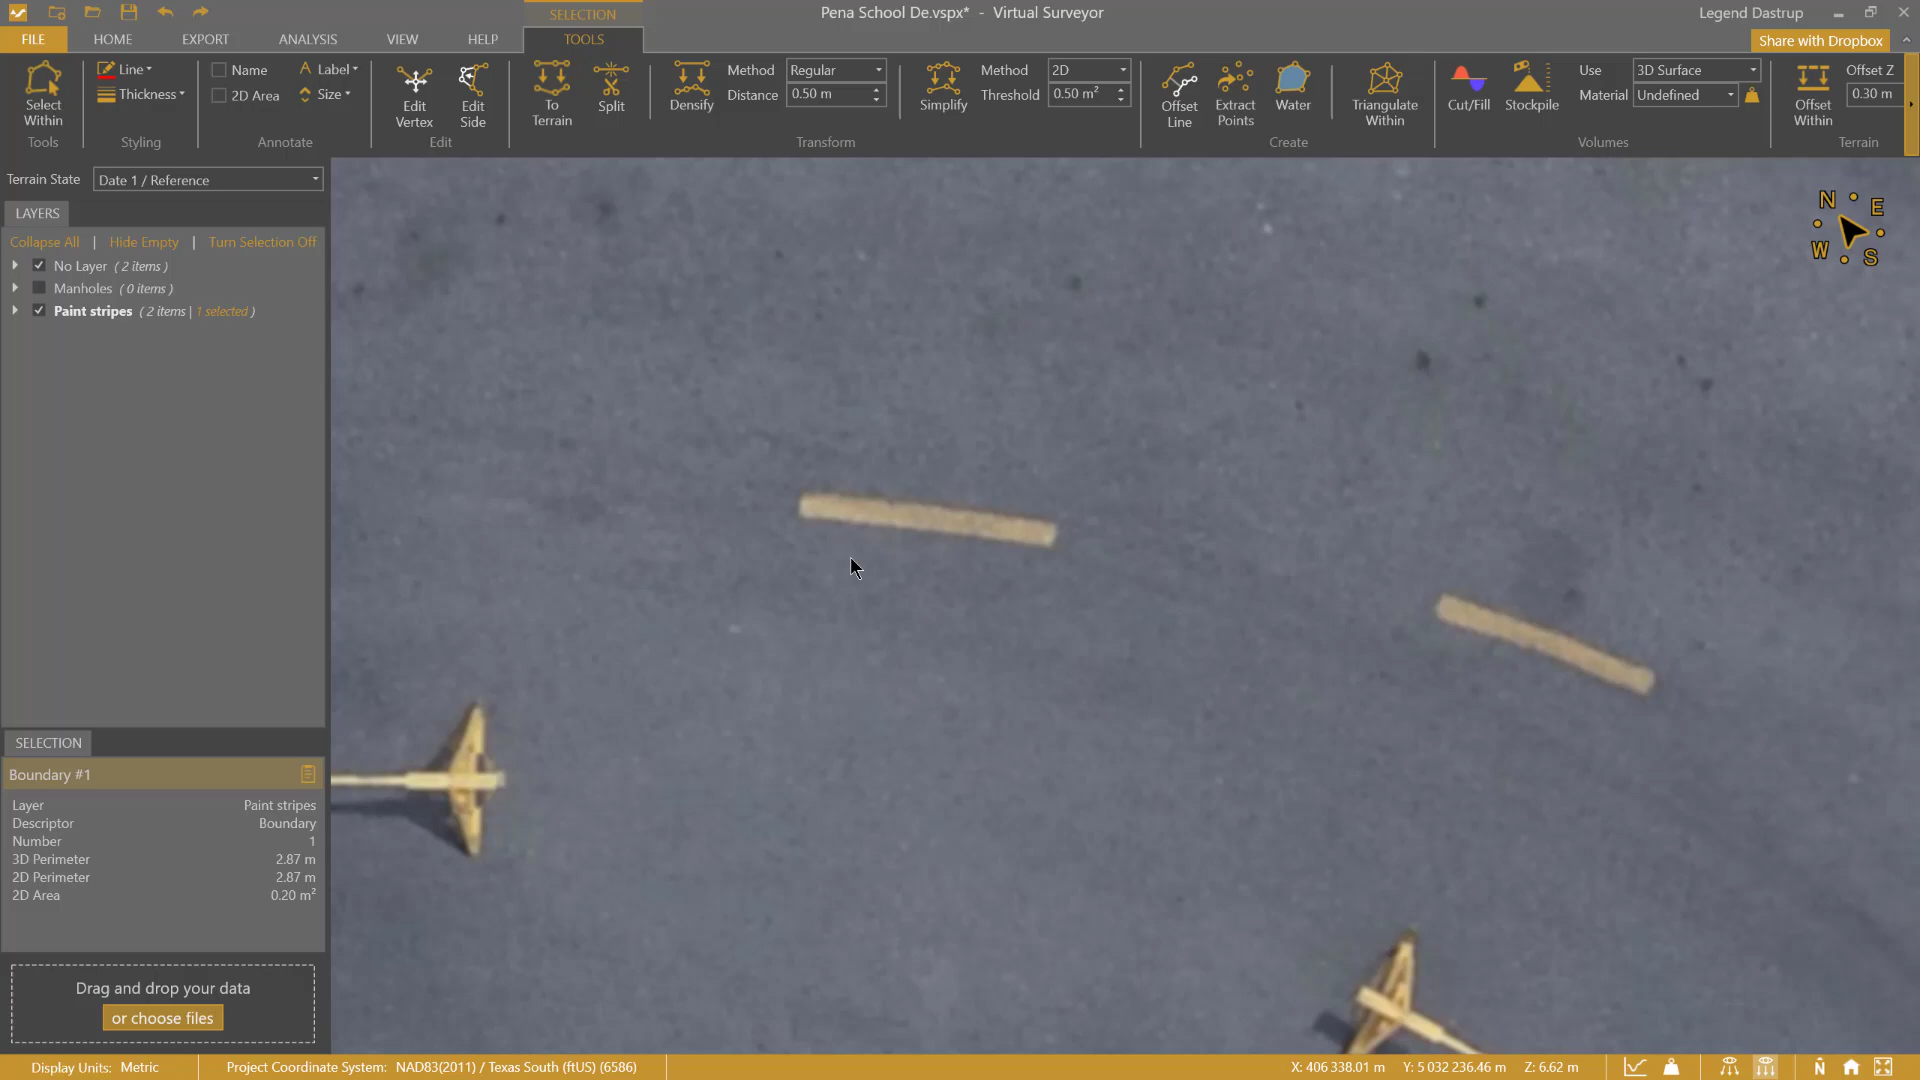 SELECTION
Pena School De.vspx* - Virtual Surveyor
Legend Dastrup
FILE HOME EXPORT ANALYSIS VIEW HELP TOOLS
Share with Dropbox
Select Within
Tools
Line
Thickness
Styling
Name
2D Area
Label
Size
Annotate
Edit Vertex
Edit Side
Edit
To Terrain
Split
Densify
Method Regular
Distance 0.50 m
Simplify
Method 2D
Threshold 0.50 m²
Transform
Offset Line
Extract Points
Water
Create
Triangulate Within
Cut/Fill
Stockpile
Use 3D Surface
Material Undefined
Volumes
Offset Within
Offset Z
0.30 m
Terrain
Terrain State Date 1 / Reference
LAYERS
Collapse All | Hide Empty | Turn Selection Off
No Layer ( 2 items )
Manholes ( 0 items )
Paint stripes ( 2 items | 1 selected )
N
E
W
S
SELECTION
Boundary #1
Layer Paint stripes
Descriptor Boundary
Number 1
3D Perimeter 2.87 m
2D Perimeter 2.87 m
2D Area 0.20 m²
Drag and drop your data
or choose files
Display Units: Metric
Project Coordinate System: NAD83(2011) / Texas South (ftUS) (6586)
X: 406 338.01 m Y: 5 032 236.46 m Z: 6.62 m
N